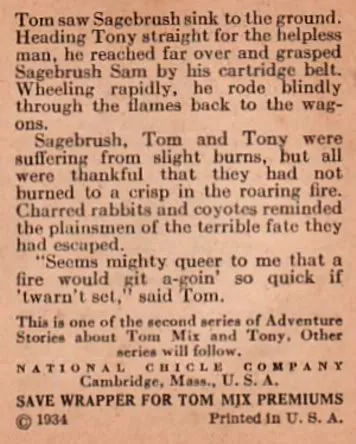 Tom saw Sagebrush sink to the ground.
Heading Tony straight for the helpless
man, he reached far over and grasped
Sagebrush Sam by his cartridge belt.
Wheeling rapidly, he rode blindly
through the flames back to the wag-
ons.
Sagebrush, Tom and Tony were
suffering from slight burns, but all
were thankful that they had not
burned to a crisp in the roaring fire.
Charred rabbits and coyotes reminded
the plainsmen of the terrible fate they
had escaped.
"Seems mighty queer to me that a
fire would git a-goin' so quick if
'twarn't set," said Tom.
This is one of the second series of Adventure
Stories about Tom Mix and Tony. Other
series will follow.
NATIONAL CHICLE COMPANY
Cambridge, Mass., U. S. A.
SAVE WRAPPER FOR TOM MIX PREMIUMS
© 1934 Printed in U. S. A.